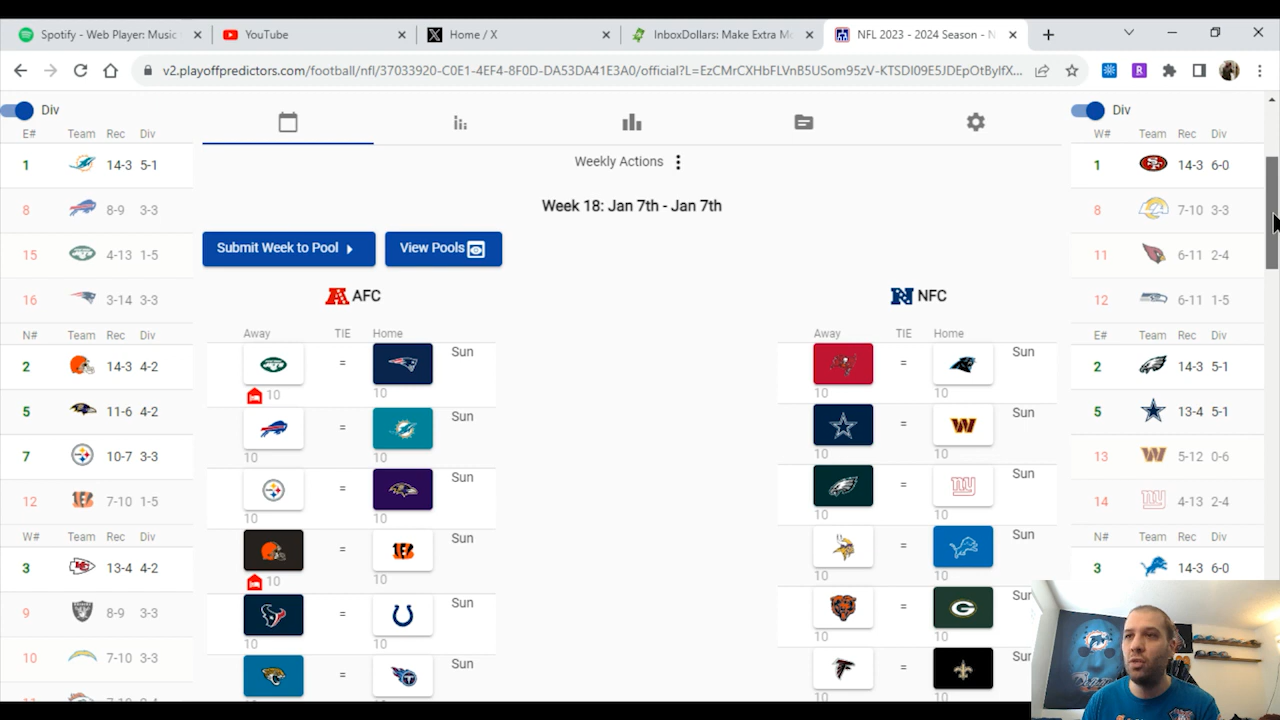 Spotify - Web Player: Music
YouTube
Home / X
InboxDollars: Make Extra Mo
NFL 2023 - 2024 Season - N
v2.playoffpredictors.com/football/nfl/37033920-C0E1-4EF4-8F0D-DA53DA41E3A0/official?L=EzCMrCXHbFLVnB5USom95zV-KTSDI09E5JDEpOtBylfX...
Div
E# Team Rec Div
1 14-3 5-1
8 8-9 3-3
15 4-13 1-5
16 3-14 3-3
N# Team Rec Div
2 14-3 4-2
5 11-6 4-2
7 10-7 3-3
12 7-10 1-5
W# Team Rec Div
3 13-4 4-2
9 8-9 3-3
10 7-10 3-3
Weekly Actions
Week 18: Jan 7th - Jan 7th
Submit Week to Pool
View Pools
AFC
Away TIE Home
= Sun
10 10
= Sun
10 10
= Sun
10 10
= Sun
10 10
= Sun
10 10
= Sun
NFC
Away TIE Home
= Sun
10 10
= Sun
10 10
= Sun
10 10
= Sun
10 10
= Sun
10 10
= Sun
10
Div
W# Team Rec Div
1 14-3 6-0
8 7-10 3-3
11 6-11 2-4
12 6-11 1-5
E# Team Rec Div
2 14-3 5-1
5 13-4 5-1
13 5-12 0-6
14 4-13 2-4
N# Team Rec Div
3 14-3 6-0